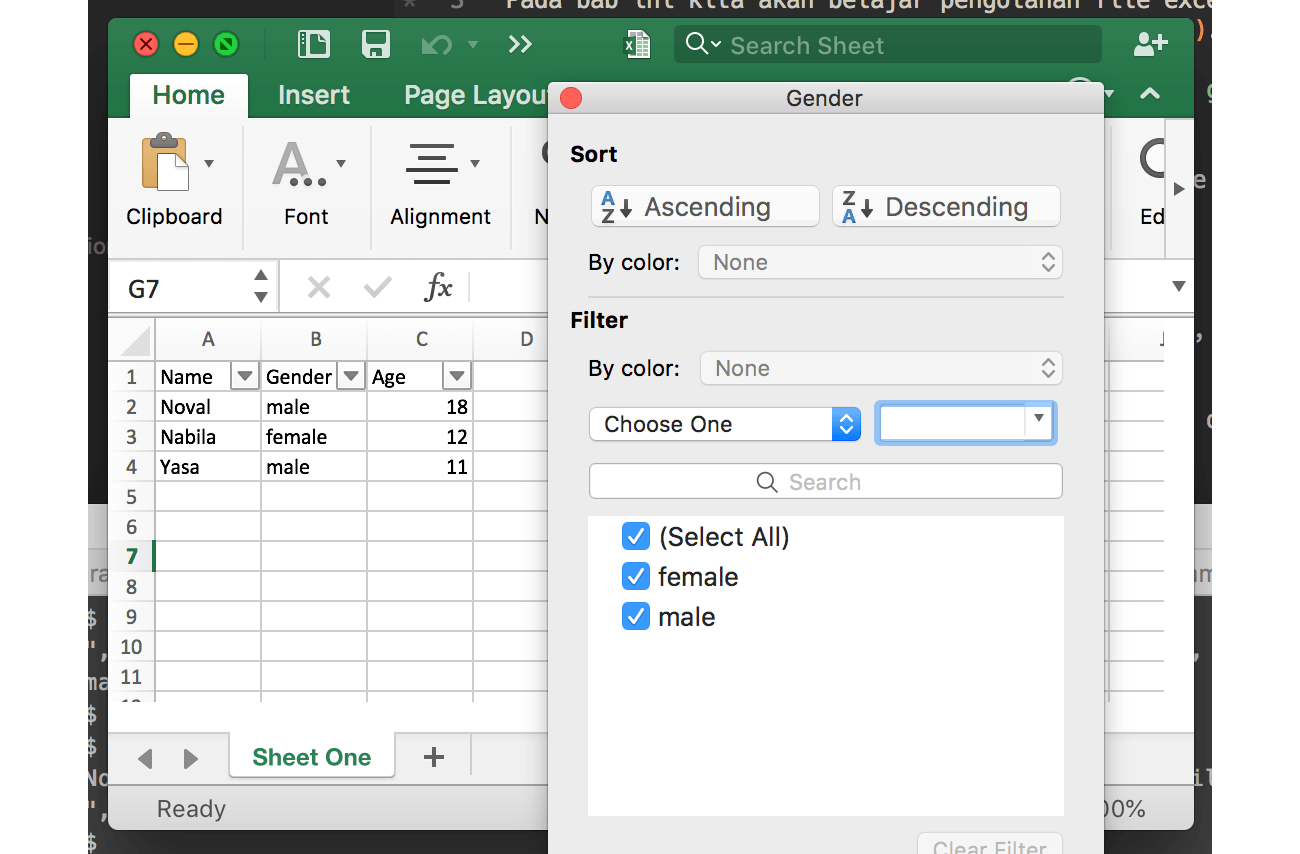 3 Pada bab ini kita akan belajar pengolahan file exce
Search Sheet
Home Insert Page Layou
Gender
Clipboard Font Alignment N Ed
Sort
A Z Ascending Z A Descending
By color: None
G7 fx
Filter
By color: None
A B C D J
1 Name Gender Age
2 Noval male 18
3 Nabila female 12
4 Yasa male 11
5
6
7
8
9
10
11
Choose One
Search
(Select All)
female
male
Sheet One +
Ready 00%
Clear Filter